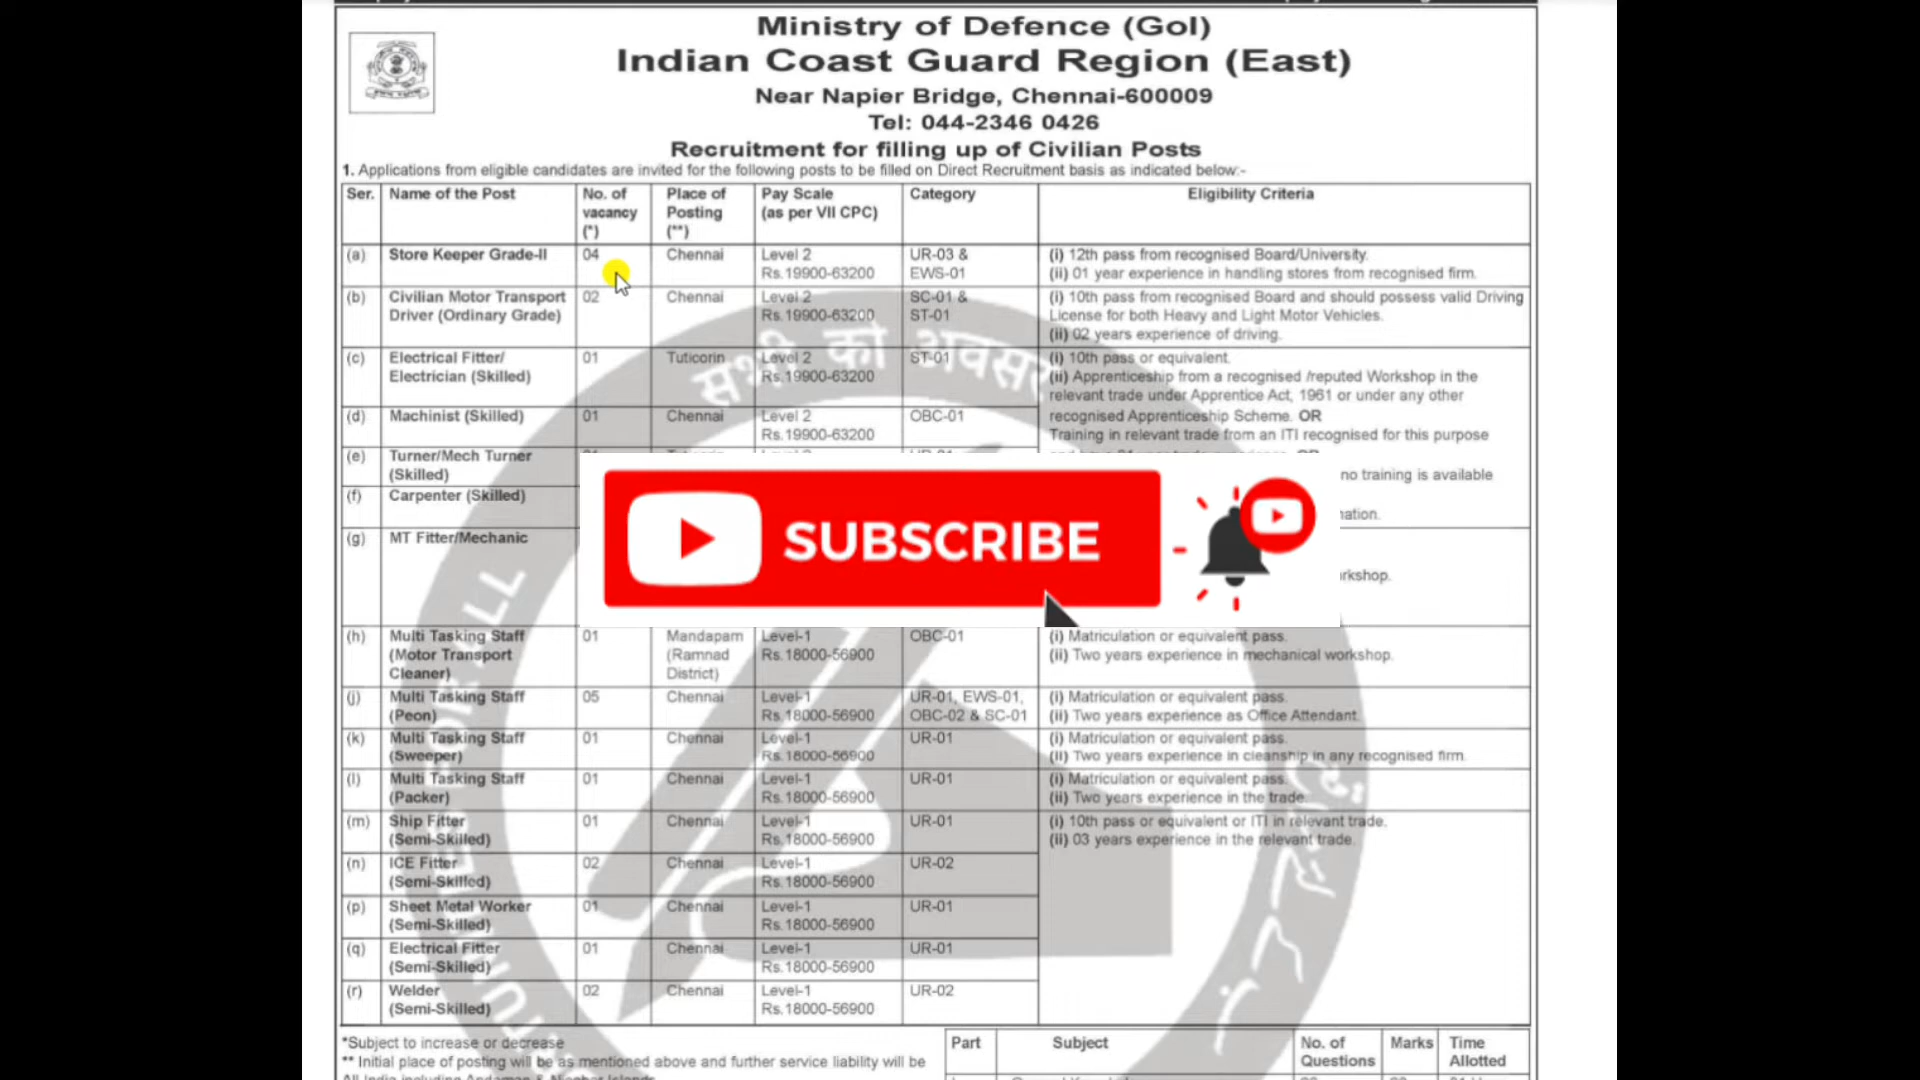 Ministry of Defence (GoI)
Indian Coast Guard Region (East)
Near Napier Bridge, Chennai-600009
Tel: 044-2346 0426
Recruitment for filling up of Civilian Posts
1. Applications from eligible candidates are invited for the following posts to be filled on Direct Recruitment basis as indicated below:-
Ser. Name of the Post No. of vacancy (*) Place of Posting (**) Pay Scale (as per VII CPC) Category Eligibility Criteria
(a) Store Keeper Grade-II 04 Chennai Level 2 UR-03 & (i) 12th pass from recognised Board/University.
Rs.19900-63200 EWS-01 (ii) 01 year experience in handling stores from recognised firm.
(b) Civilian Motor Transport 02 Chennai Level 2 SC-01 & (i) 10th pass from recognised Board and should possess valid Driving
Driver (Ordinary Grade) Rs.19900-63200 ST-01 License for both Heavy and Light Motor Vehicles.
(ii) 02 years experience of driving.
सभी को अवसर
(c) Electrical Fitter/ 01 Tuticorin Level 2 ST-01 (i) 10th pass or equivalent.
Electrician (Skilled) Rs.19900-63200 (ii) Apprenticeship from a recognised /reputed Workshop in the
relevant trade under Apprentice Act, 1961 or under any other
(d) Machinist (Skilled) 01 Chennai Level 2 OBC-01 recognised Apprenticeship Scheme. OR
Rs.19900-63200 Training in relevant trade from an ITI recognised for this purpose
(e) Turner/Mech Turner
(Skilled) no training is available
(f) Carpenter (Skilled)
(g) MT Fitter/Mechanic
SUBSCRIBE
(h) Multi Tasking Staff 01 Mandapam Level-1 OBC-01 (i) Matriculation or equivalent pass.
(Motor Transport (Ramnad Rs.18000-56900 (ii) Two years experience in mechanical workshop.
Cleaner) District)
(j) Multi Tasking Staff 05 Chennai Level-1 UR-01, EWS-01, (i) Matriculation or equivalent pass.
(Peon) Rs.18000-56900 OBC-02 & SC-01 (ii) Two years experience as Office Attendant.
(k) Multi Tasking Staff 01 Chennai Level-1 UR-01 (i) Matriculation or equivalent pass.
(Sweeper) Rs.18000-56900 (ii) Two years experience in cleanship in any recognised firm.
(l) Multi Tasking Staff 01 Chennai Level-1 UR-01 (i) Matriculation or equivalent pass.
(Packer) Rs.18000-56900 (ii) Two years experience in the trade.
(m) Ship Fitter 01 Chennai Level-1 UR-01 (i) 10th pass or equivalent or ITI in relevant trade.
(Semi-Skilled) Rs.18000-56900 (ii) 03 years experience in the relevant trade.
(n) ICE Fitter 02 Chennai Level-1 UR-02
(Semi-Skilled) Rs.18000-56900
(p) Sheet Metal Worker 01 Chennai Level-1 UR-01
(Semi-Skilled) Rs.18000-56900
(q) Electrical Fitter 01 Chennai Level-1 UR-01
(Semi-Skilled) Rs.18000-56900
(r) Welder 02 Chennai Level-1 UR-02
(Semi-Skilled) Rs.18000-56900
*Subject to increase or decrease
** Initial place of posting will be as mentioned above and further service liability will be
Part Subject No. of Questions Marks Time Allotted